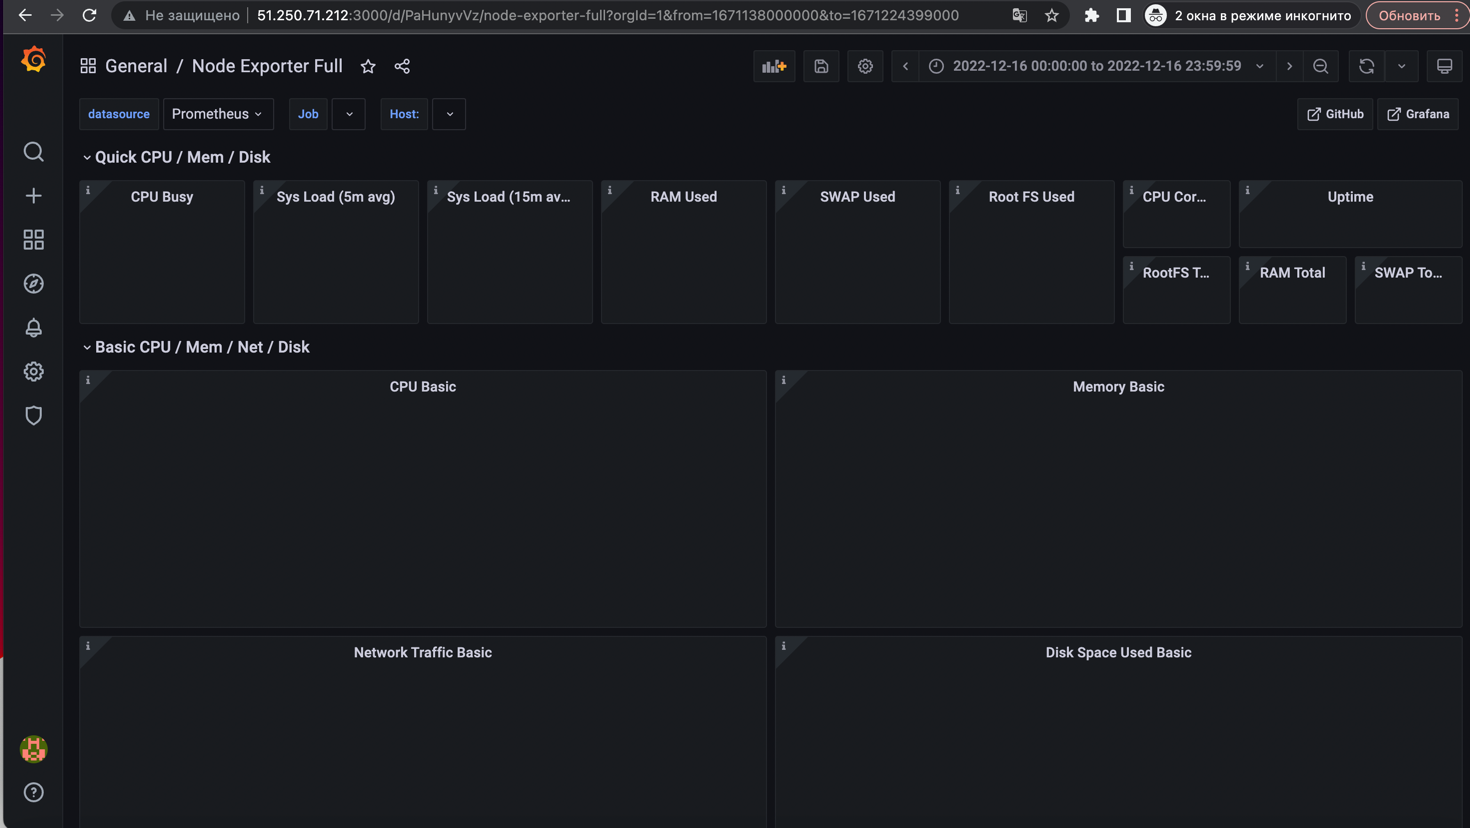 Не защищено 51.250.71.212:3000/d/PaHunyvVz/node-exporter-full?orgId=1&from=1671138000000&to=1671224399000 2 окна в режиме инкогнито Обновить
General / Node Exporter Full 2022-12-16 00:00:00 to 2022-12-16 23:59:59
datasource Prometheus Job Host: GitHub Grafana
Quick CPU / Mem / Disk
CPU Busy Sys Load (5m avg) Sys Load (15m av... RAM Used SWAP Used Root FS Used CPU Cor... Uptime
RootFS T... RAM Total SWAP To...
Basic CPU / Mem / Net / Disk
CPU Basic Memory Basic
Network Traffic Basic Disk Space Used Basic